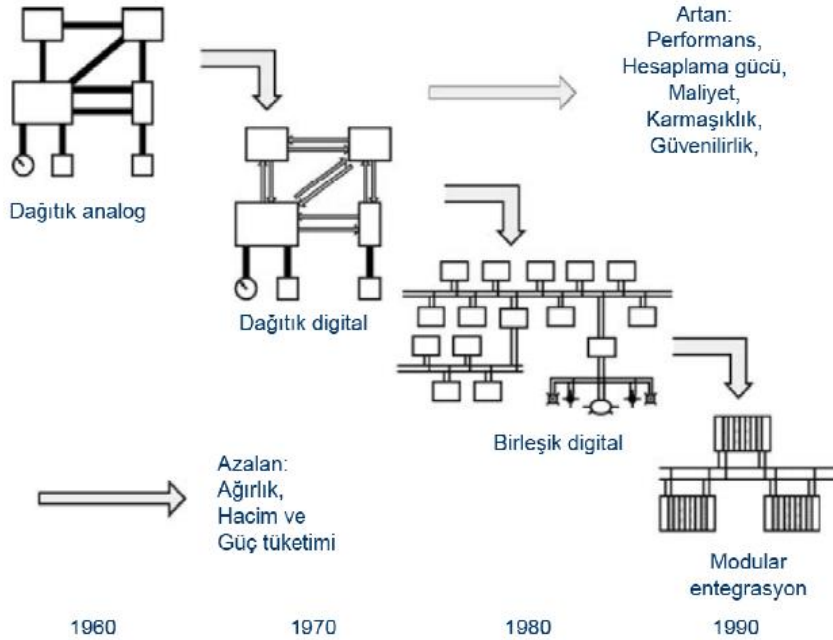 Artan:
Performans,
Hesaplama gücü,
Maliyet,
Karmaşıklık,
Güvenilirlik,
Dağıtık analog
Dağıtık digital
Birleşik digital
Azalan:
Ağırlık,
Hacim ve
Güç tüketimi
Modular
entegrasyon
1960 1970 1980 1990